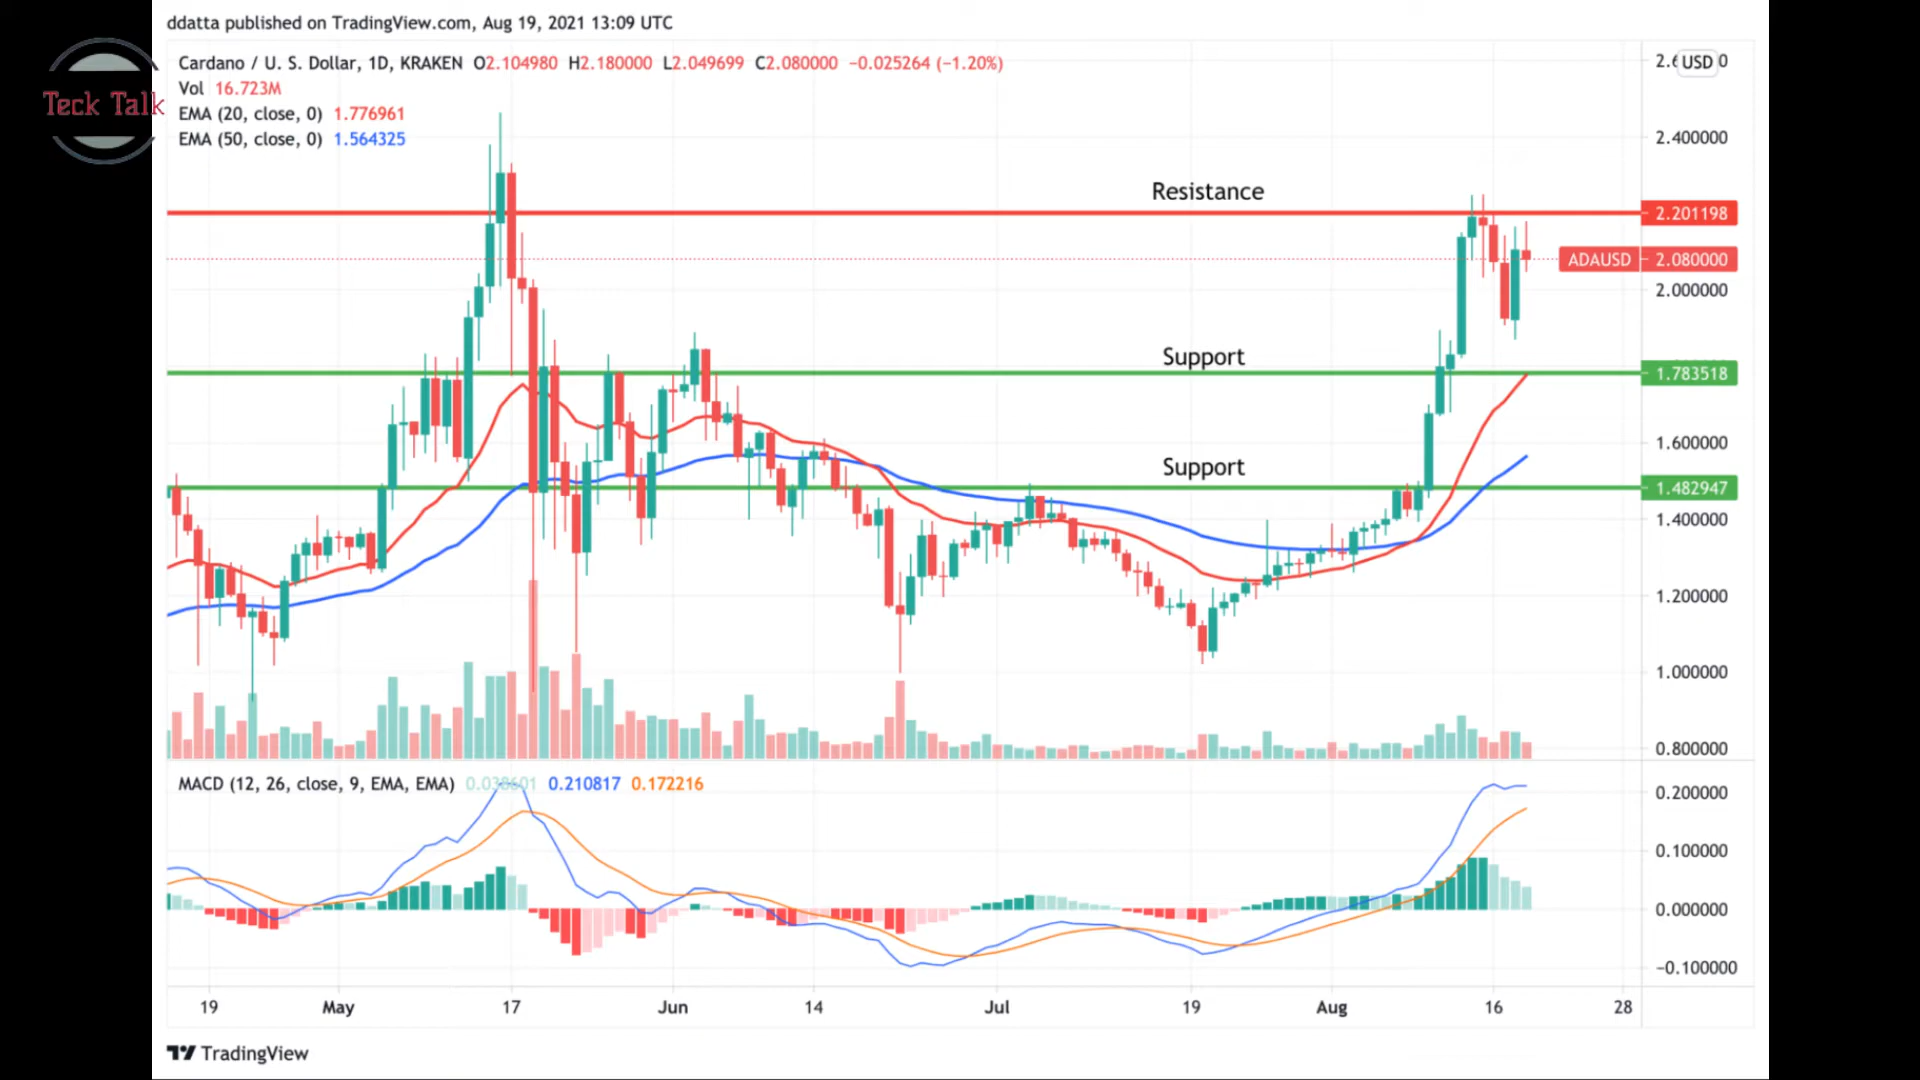 ddatta published on TradingView.com, Aug 19, 2021 13:09 UTC
Teck Talk
Cardano / U. S. Dollar, 1D, KRAKEN O2.104980 H2.180000 L2.049699 C2.080000 −0.025264 (−1.20%)
Vol 16.723M
EMA (20, close, 0) 1.776961
EMA (50, close, 0) 1.564325
USD
2.400000
Resistance
2.201198
ADAUSD 2.080000
2.000000
Support
1.783518
1.600000
Support
1.482947
1.400000
1.200000
1.000000
0.800000
MACD (12, 26, close, 9, EMA, EMA) 0.038601 0.210817 0.172216
0.200000
0.100000
0.000000
−0.100000
19 May 17 Jun 14 Jul 19 Aug 16 28
TradingView